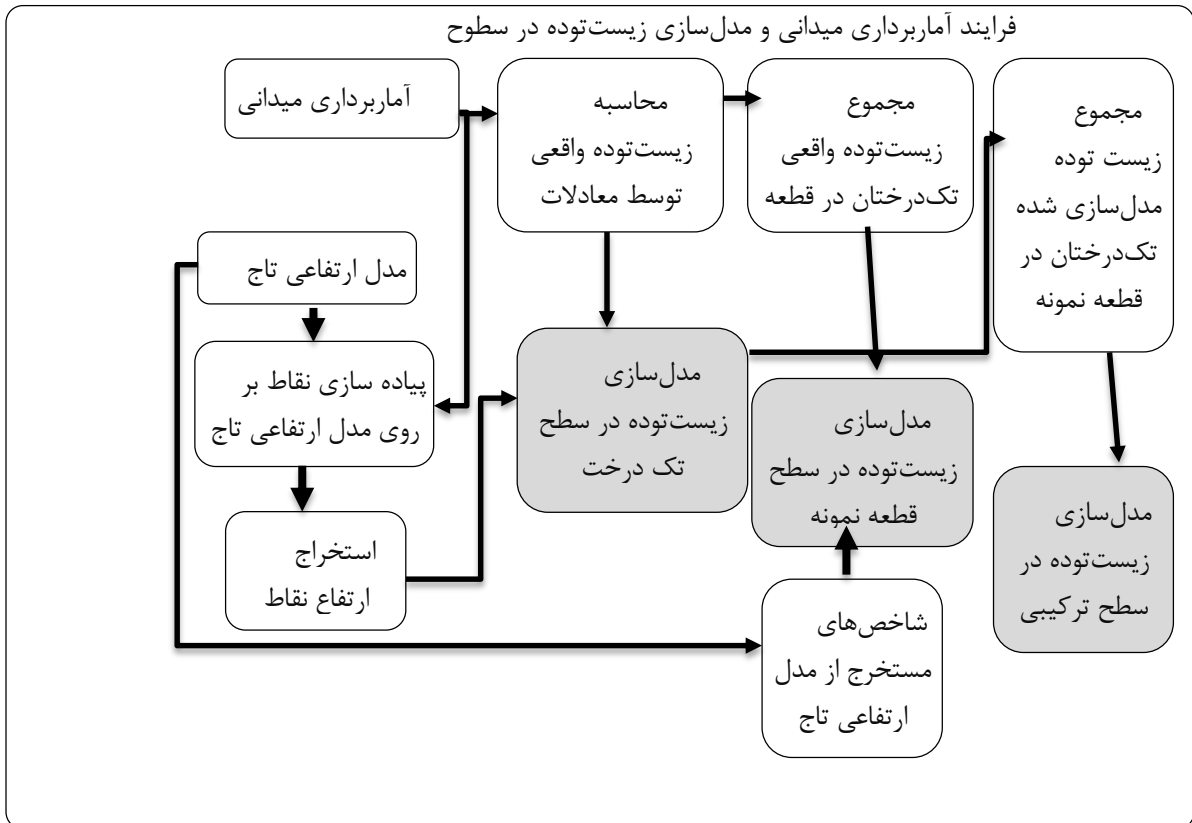 فرایند آماربرداری میدانی و مدل‌سازی زیست‌توده در سطوح
آماربرداری میدانی
محاسبه
زیست‌توده واقعی
توسط معادلات
مجموع
زیست‌توده واقعی
تک‌درختان در قطعه
مجموع
زیست توده
مدل‌سازی شده
تک‌درختان در
قطعه نمونه
مدل ارتفاعی تاج
پیاده سازی نقاط بر
روی مدل ارتفاعی تاج
استخراج
ارتفاع نقاط
مدل‌سازی
زیست‌توده در سطح
تک درخت
مدل‌سازی
زیست‌توده در سطح
قطعه نمونه
مدل‌سازی
زیست‌توده در
سطح ترکیبی
شاخص‌های
مستخرج از مدل
ارتفاعی تاج